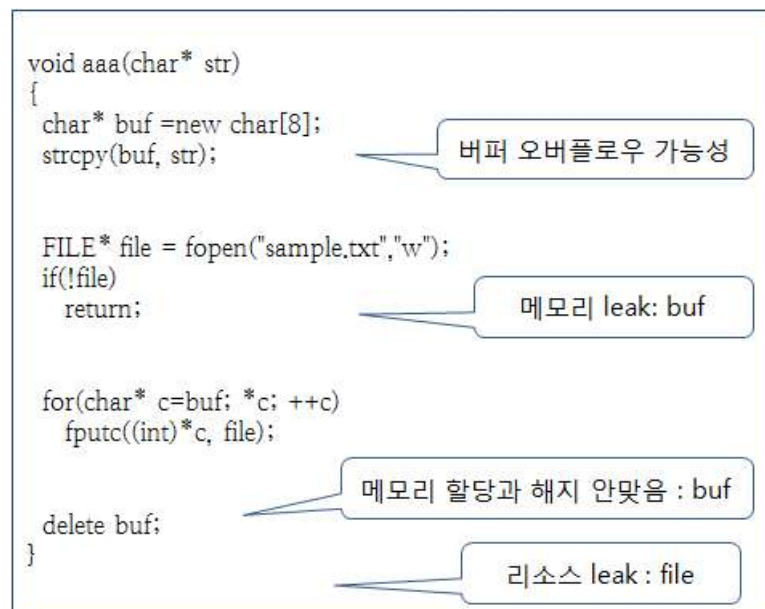 void aaa(char* str)
{
char* buf =new char[8];
strcpy(buf, str);
버퍼 오버플로우 가능성
FILE* file = fopen("sample.txt","w");
if(!file)
return;
메모리 leak: buf
for(char* c=buf; *c; ++c)
fputc((int)*c, file);
메모리 할당과 해지 안맞음 : buf
delete buf;
}
리소스 leak : file